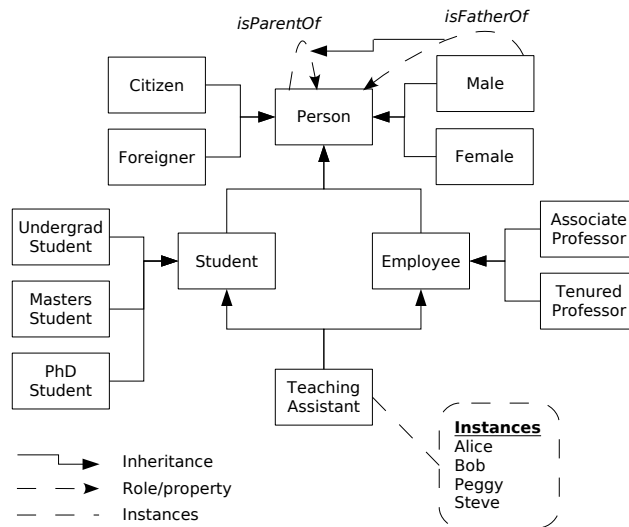 isParentOf
isFatherOf
Citizen
Male
Person
Foreigner
Female
Undergrad
Student
Associate
Professor
Student
Employee
Masters
Student
Tenured
Professor
PhD
Student
Teaching
Assistant
Instances
Alice
Bob
Peggy
Steve
Inheritance
Role/property
Instances